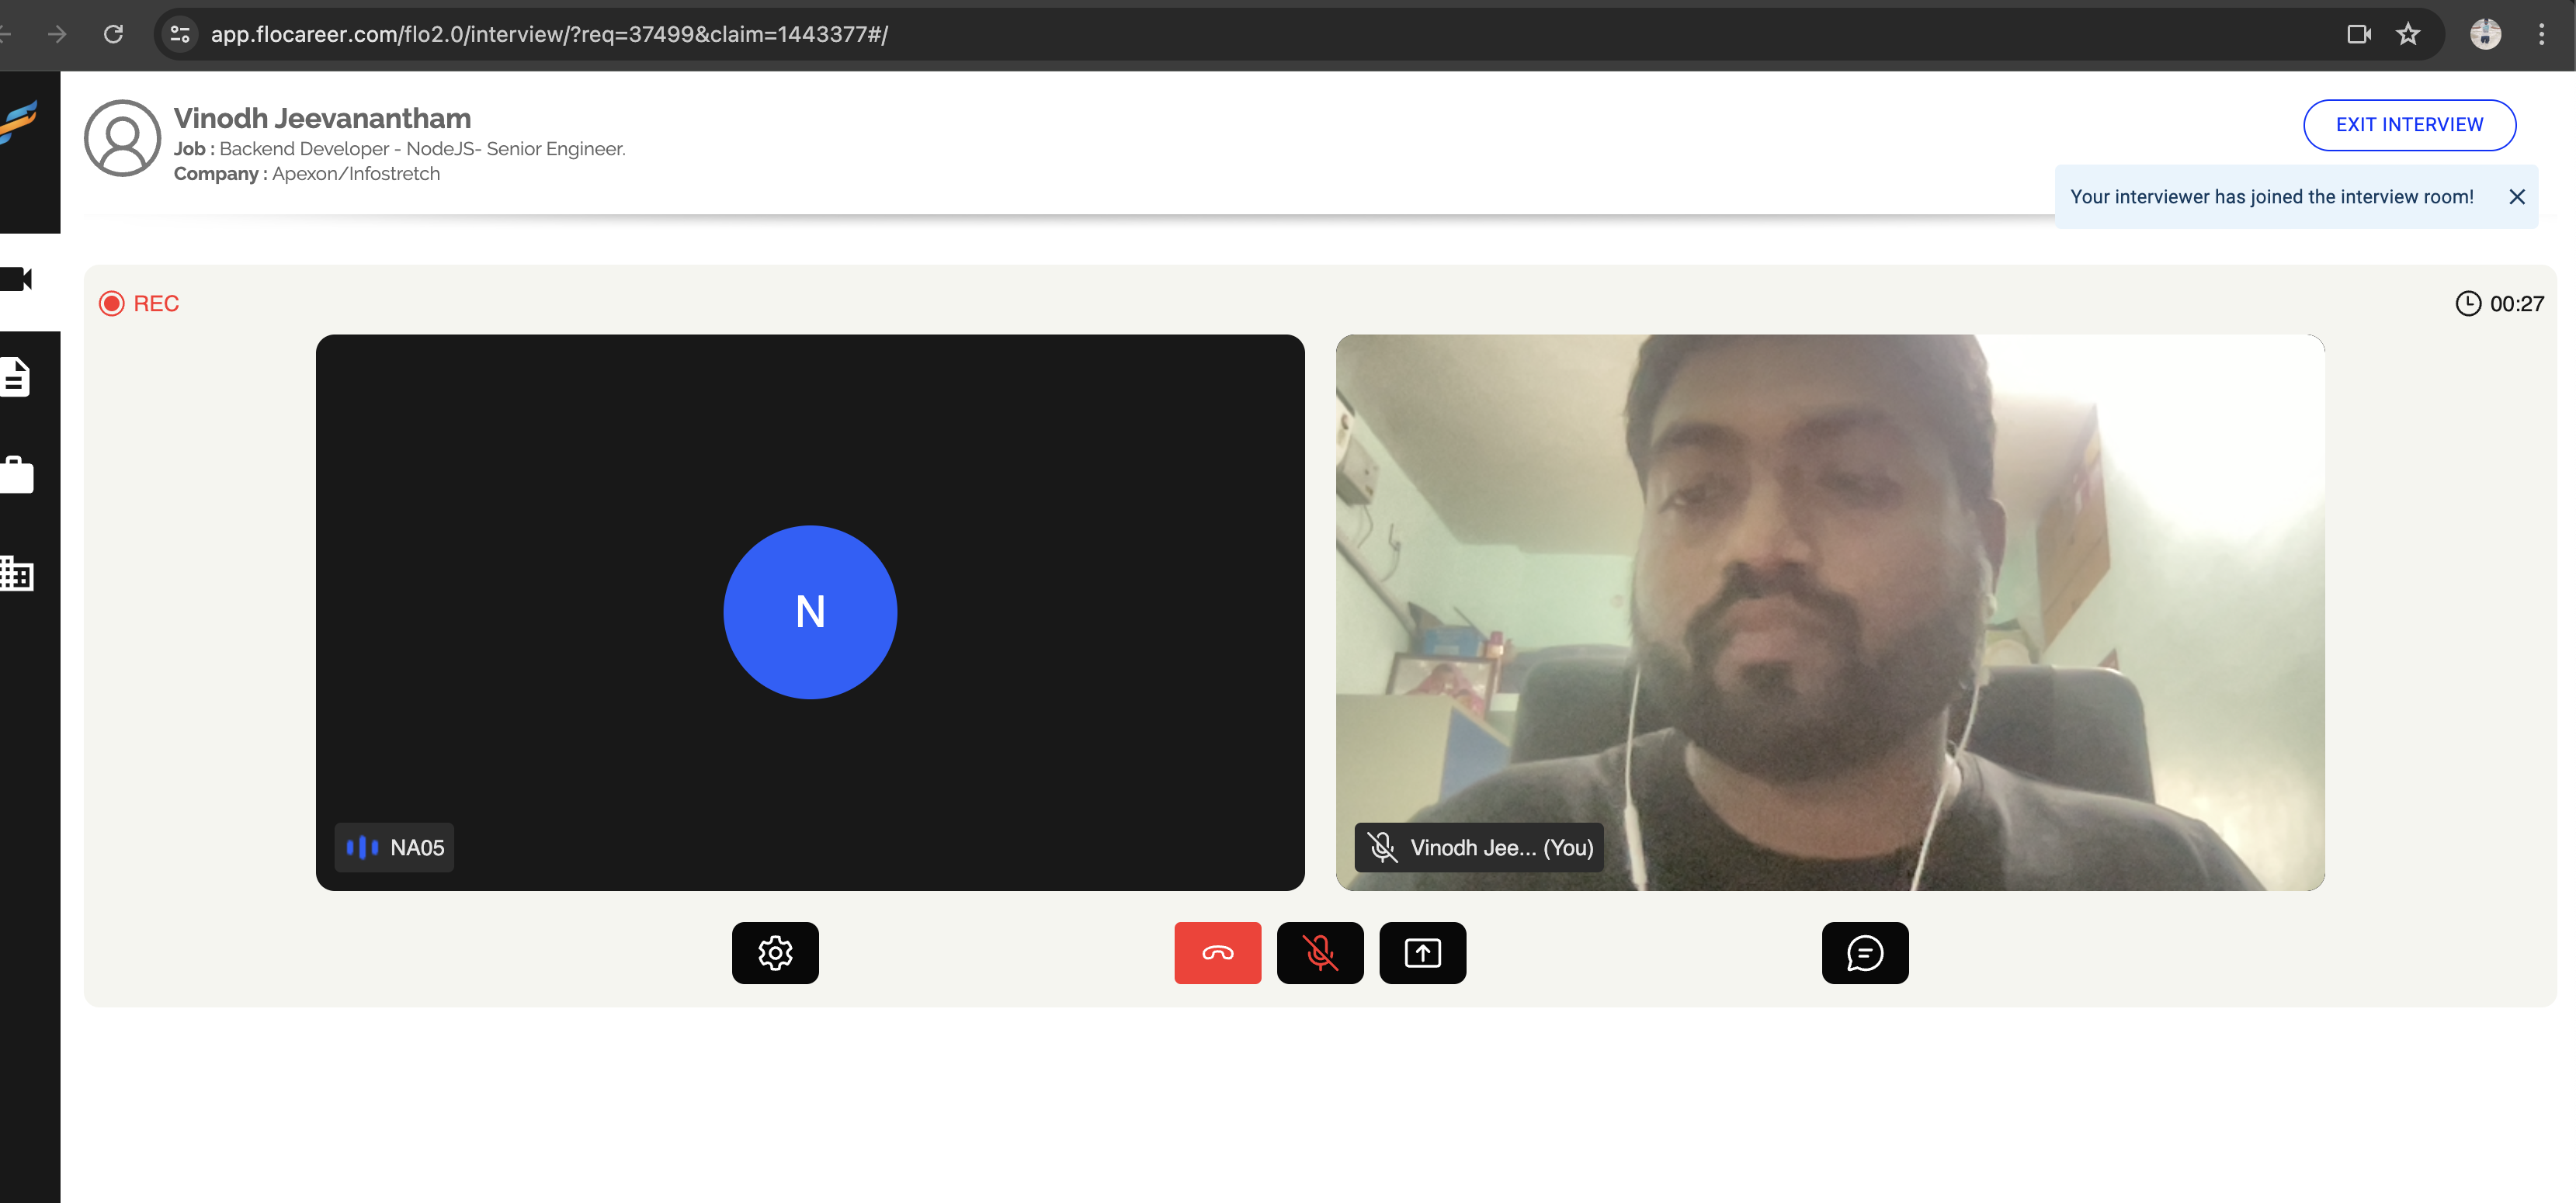 app.flocareer.com/flo2.0/interview/?req=37499&claim=1443377#/
Vinodh Jeevanantham
Job : Backend Developer - NodeJS- Senior Engineer.
Company : Apexon/Infostretch
EXIT INTERVIEW
Your interviewer has joined the interview room!
REC
00:27
N
NA05
Vinodh Jee... (You)